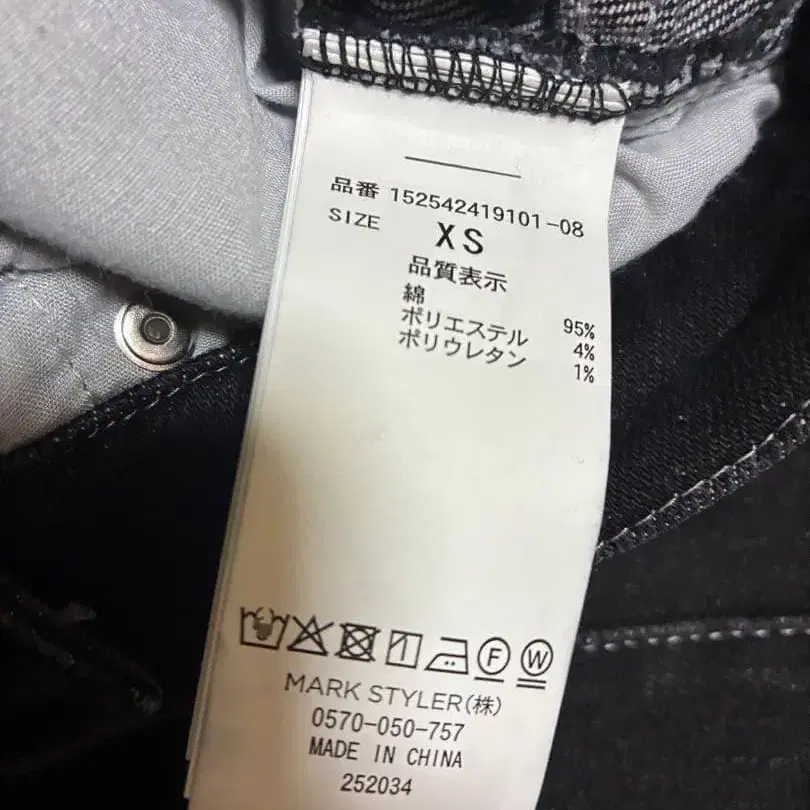 品番 152542419101-08
SIZE XS
品質表示
綿 95%
ポリエステル 4%
ポリウレタン 1%
F W
MARK STYLER(株)
0570-050-757
MADE IN CHINA
252034